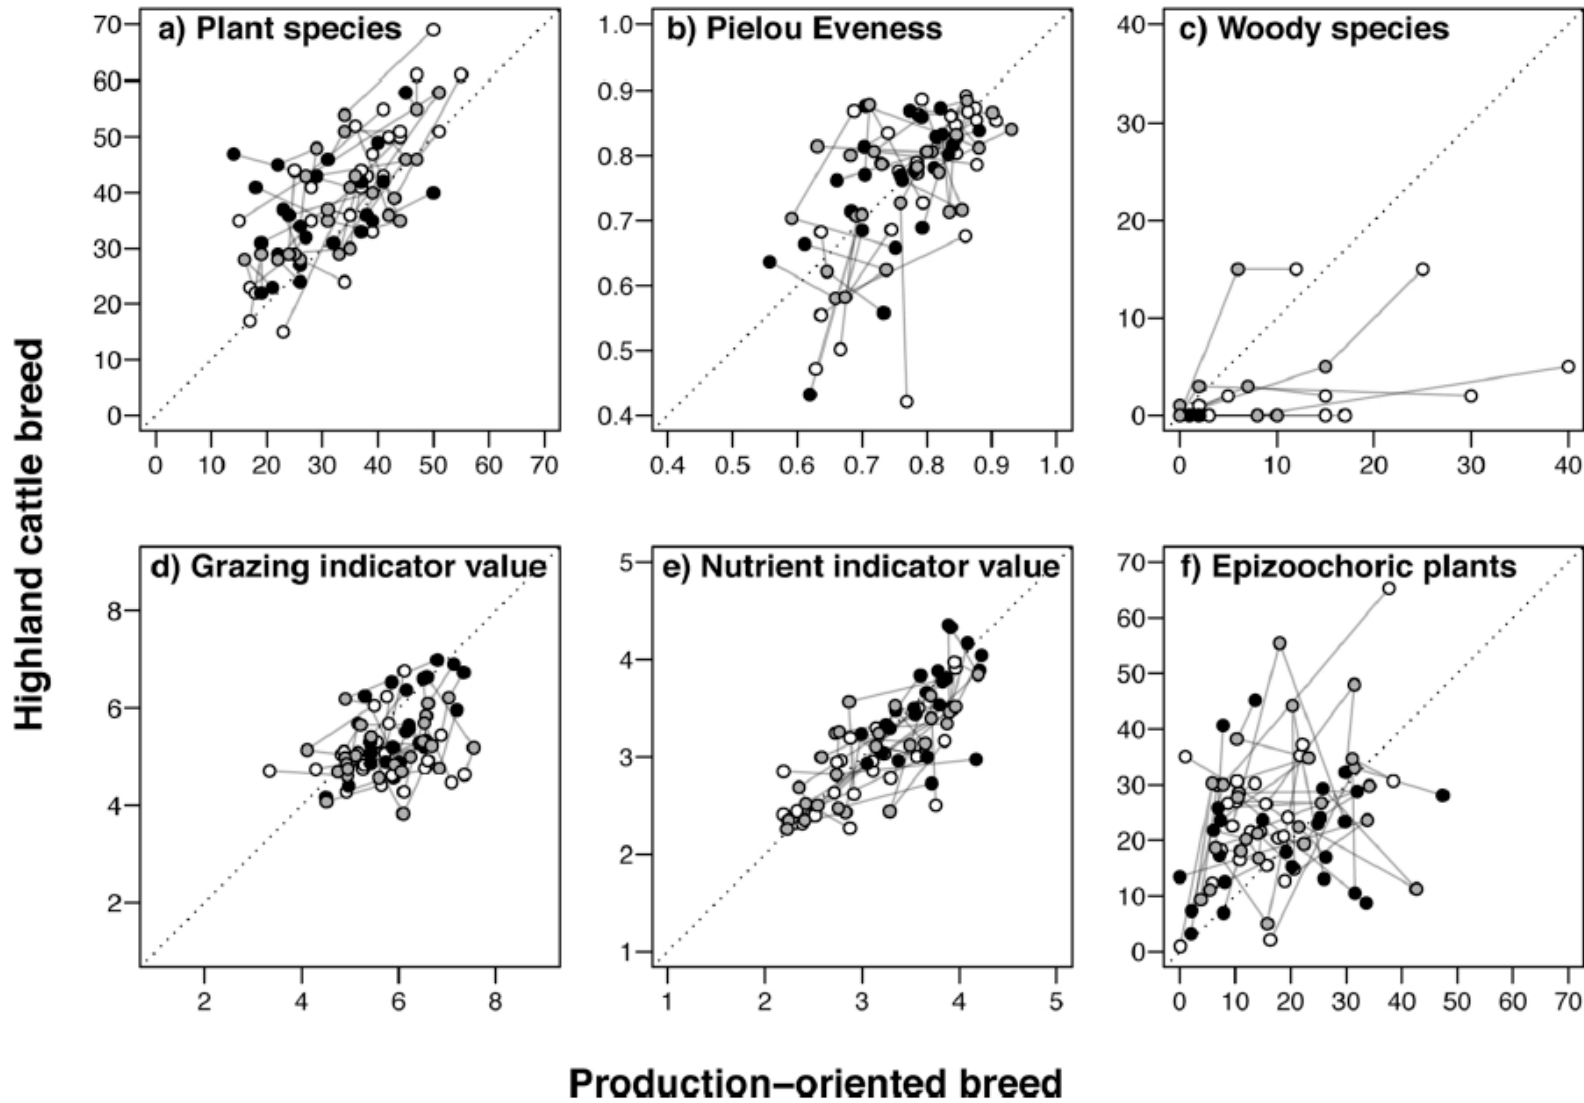 a) Plant species
70
60
50
40
30
20
10
0
0 10 20 30 40 50 60 70
b) Pielou Eveness
1.0
0.9
0.8
0.7
0.6
0.5
0.4
0.4 0.5 0.6 0.7 0.8 0.9 1.0
c) Woody species
40
30
20
10
0
0 10 20 30 40
d) Grazing indicator value
8
6
4
2
2 4 6 8
e) Nutrient indicator value
5
4
3
2
1
1 2 3 4 5
f) Epizoochoric plants
70
60
50
40
30
20
10
0
0 10 20 30 40 50 60 70
Highland cattle breed
Production–oriented breed